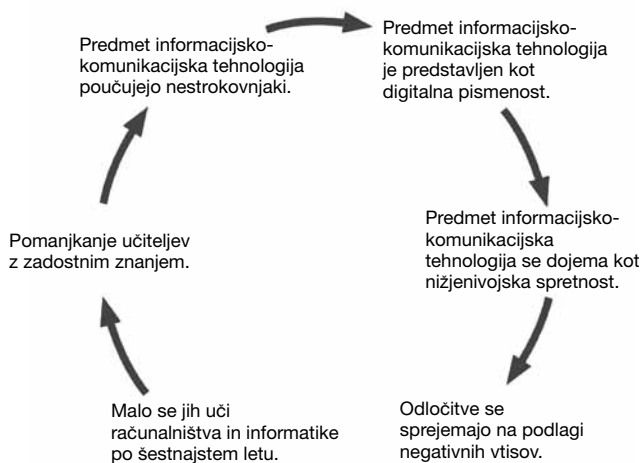 Predmet informacijsko-
komunikacijska tehnologija
poučujejo nestrokovnjaki.
Predmet informacijsko-
komunikacijska tehnologija
je predstavljen kot
digitalna pismenost.
Predmet informacijsko-
komunikacijska
tehnologija se dojema kot
nižjenivojska spretnost.
Odločitve se
sprejemajo na podlagi
negativnih vtisov.
Malo se jih uči
računalništva in informatike
po šestnajstem letu.
Pomanjkanje učiteljev
z zadostnim znanjem.